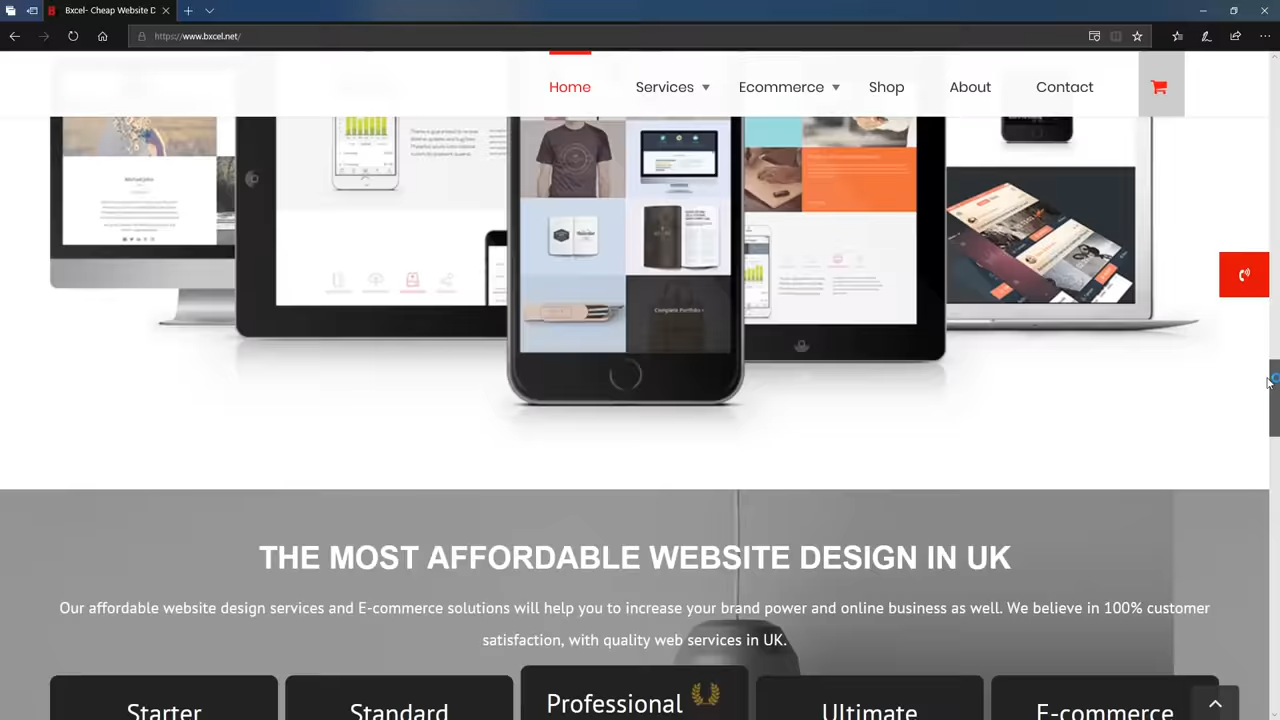 Bxcel- Cheap Website D
https://www.bxcel.net/
Home
Services
Ecommerce
Shop
About
Contact
Complete Portfolio
THE MOST AFFORDABLE WEBSITE DESIGN IN UK
Our affordable website design services and E-commerce solutions will help you to increase your brand power and online business as well. We believe in 100% customer
satisfaction, with quality web services in UK.
Starter
Standard
Professional
Ultimate
E-commerce